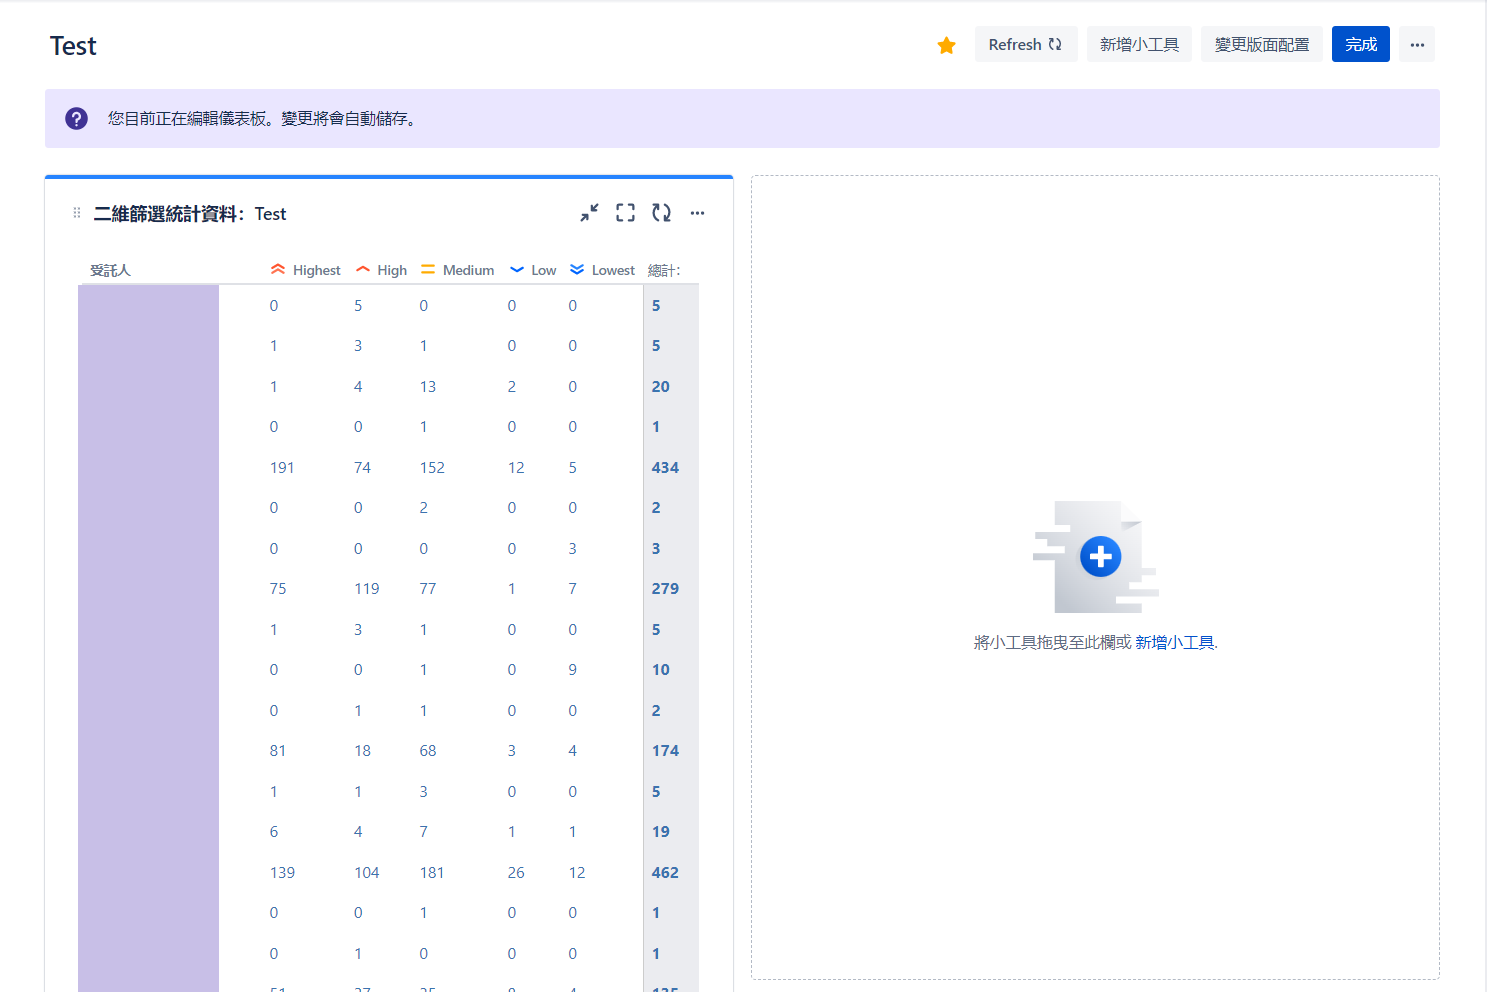 Test
Refresh 新增小工具 變更版面配置 完成
您目前正在編輯儀表板。變更將會自動儲存。
二維篩選統計資料：Test
受託人 Highest High Medium Low Lowest 總計：
0 5 0 0 0 5
1 3 1 0 0 5
1 4 13 2 0 20
0 0 1 0 0 1
191 74 152 12 5 434
0 0 2 0 0 2
0 0 0 0 3 3
75 119 77 1 7 279
1 3 1 0 0 5
0 0 1 0 9 10
0 1 1 0 0 2
81 18 68 3 4 174
1 1 3 0 0 5
6 4 7 1 1 19
139 104 181 26 12 462
0 0 1 0 0 1
0 1 0 0 0 1
將小工具拖曳至此欄或 新增小工具.